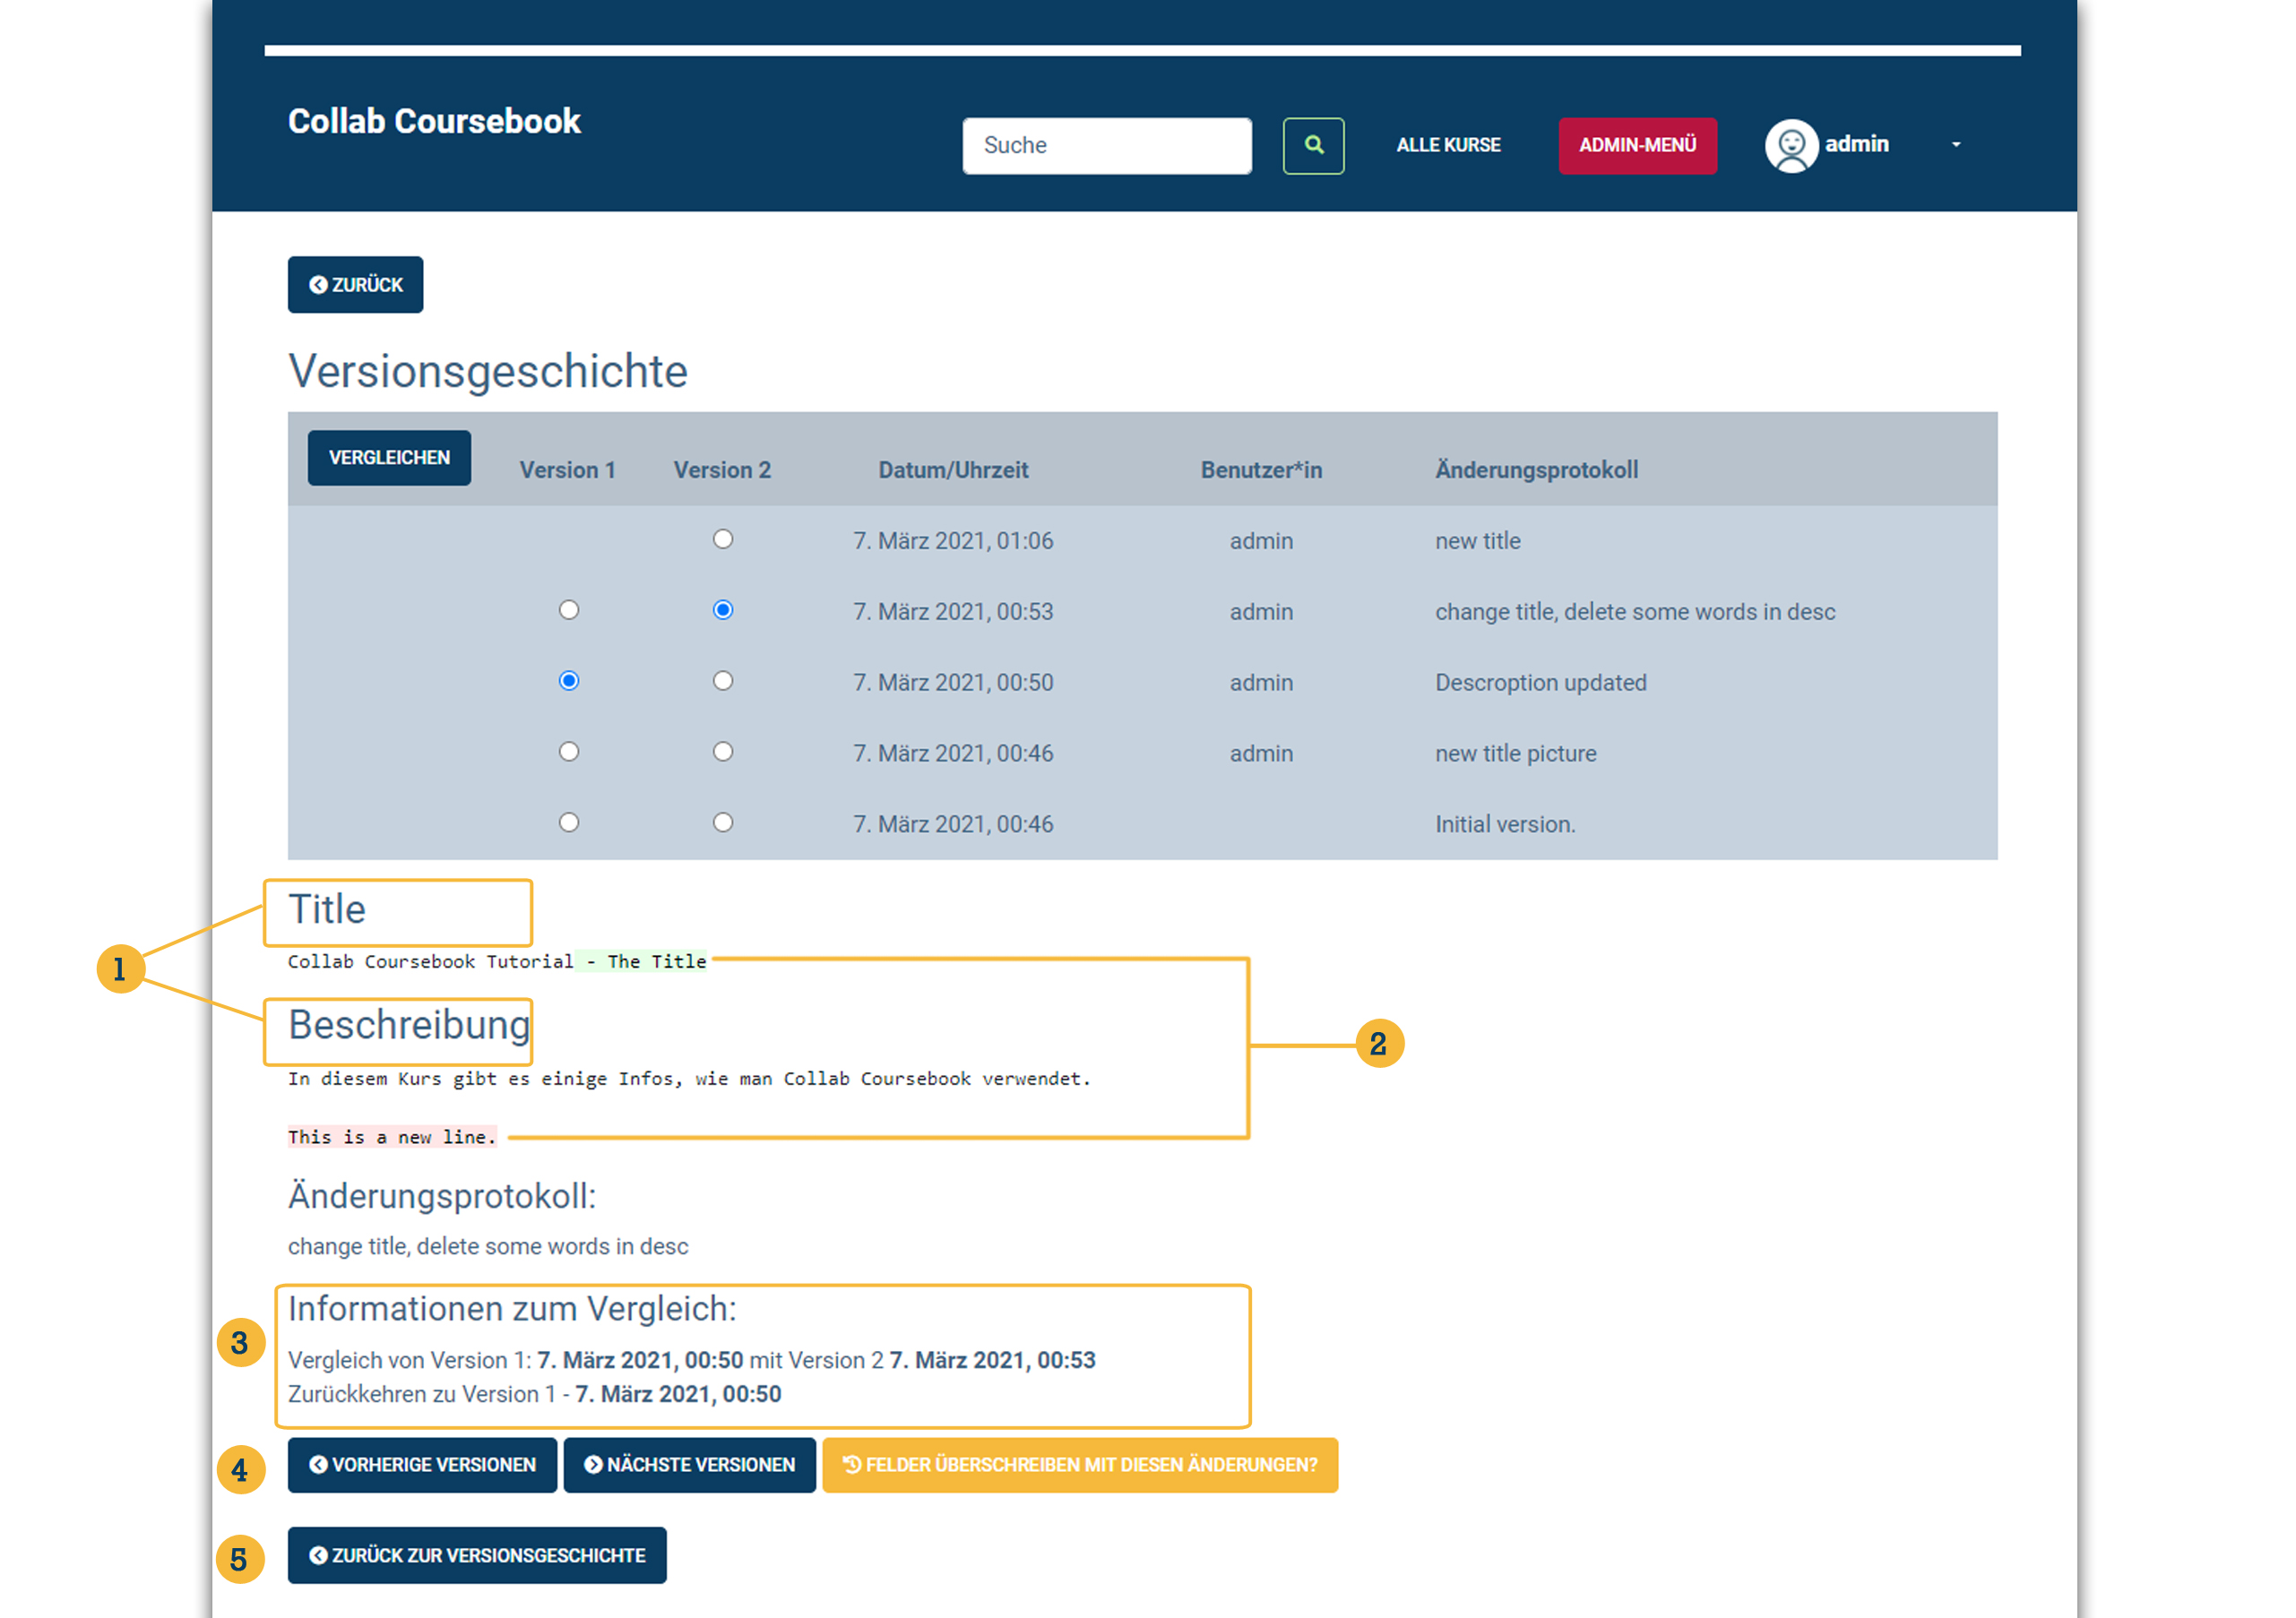 Collab Coursebook
Suche ALLE KURSE ADMIN-MENÜ admin
ZURÜCK
Versionsgeschichte
VERGLEICHEN Version 1 Version 2 Datum/Uhrzeit Benutzer*in Änderungsprotokoll
7. März 2021, 01:06 admin new title
7. März 2021, 00:53 admin change title, delete some words in desc
7. März 2021, 00:50 admin Descroption updated
7. März 2021, 00:46 admin new title picture
7. März 2021, 00:46 Initial version.
Title
1
Collab Coursebook Tutorial - The Title
Beschreibung
2
In diesem Kurs gibt es einige Infos, wie man Collab Coursebook verwendet.
This is a new line.
Änderungsprotokoll:
change title, delete some words in desc
Informationen zum Vergleich:
3
Vergleich von Version 1: 7. März 2021, 00:50 mit Version 2 7. März 2021, 00:53
Zurückkehren zu Version 1 - 7. März 2021, 00:50
4 VORHERIGE VERSIONEN NÄCHSTE VERSIONEN FELDER ÜBERSCHREIBEN MIT DIESEN ÄNDERUNGEN?
5 ZURÜCK ZUR VERSIONSGESCHICHTE